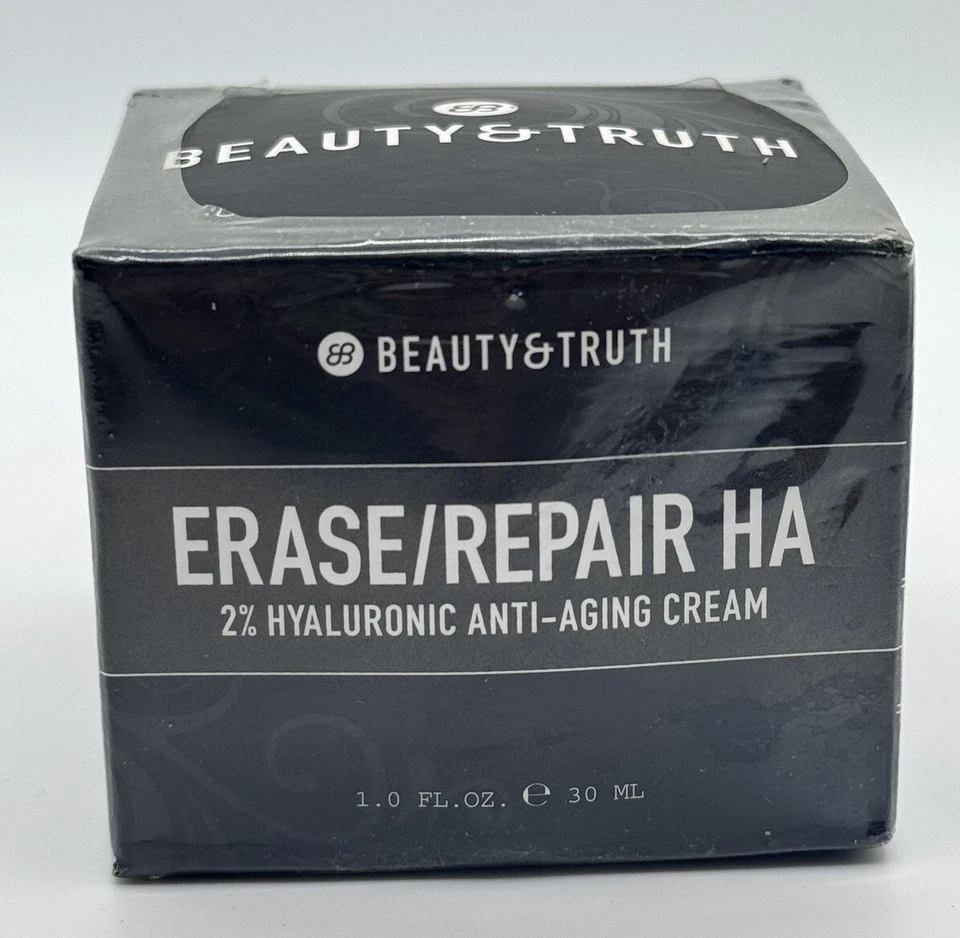 BEAUTY&TRUTH
BEAUTY&TRUTH
ERASE/REPAIR HA
2% HYALURONIC ANTI-AGING CREAM
1.0 FL.OZ. ℮ 30 ML